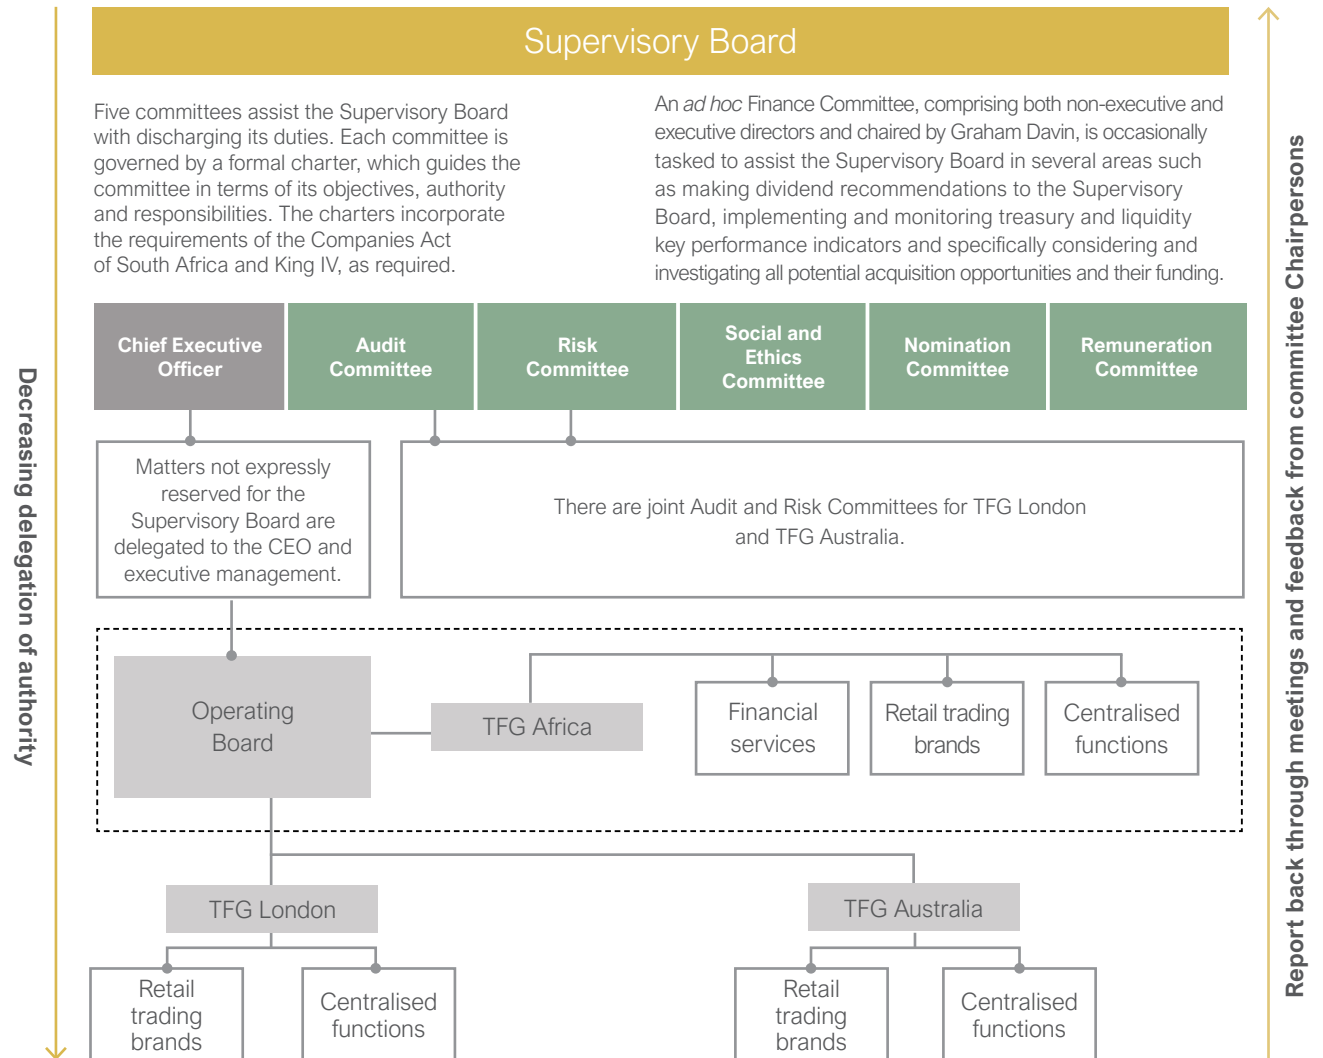 Supervisory Board
Five committees assist the Supervisory Board
with discharging its duties. Each committee is
governed by a formal charter, which guides the
committee in terms of its objectives, authority
and responsibilities. The charters incorporate
the requirements of the Companies Act
of South Africa and King IV, as required.
An ad hoc Finance Committee, comprising both non-executive and
executive directors and chaired by Graham Davin, is occasionally
tasked to assist the Supervisory Board in several areas such
as making dividend recommendations to the Supervisory
Board, implementing and monitoring treasury and liquidity
key performance indicators and specifically considering and
investigating all potential acquisition opportunities and their funding.
Chief Executive
Officer
Audit
Committee
Risk
Committee
Social and
Ethics
Committee
Nomination
Committee
Remuneration
Committee
Matters not expressly
reserved for the
Supervisory Board are
delegated to the CEO and
executive management.
There are joint Audit and Risk Committees for TFG London
and TFG Australia.
Operating
Board
TFG Africa
Financial
services
Retail trading
brands
Centralised
functions
TFG London
TFG Australia
Retail
trading
brands
Centralised
functions
Retail
trading
brands
Centralised
functions
Decreasing delegation of authority
Report back through meetings and feedback from committee Chairpersons